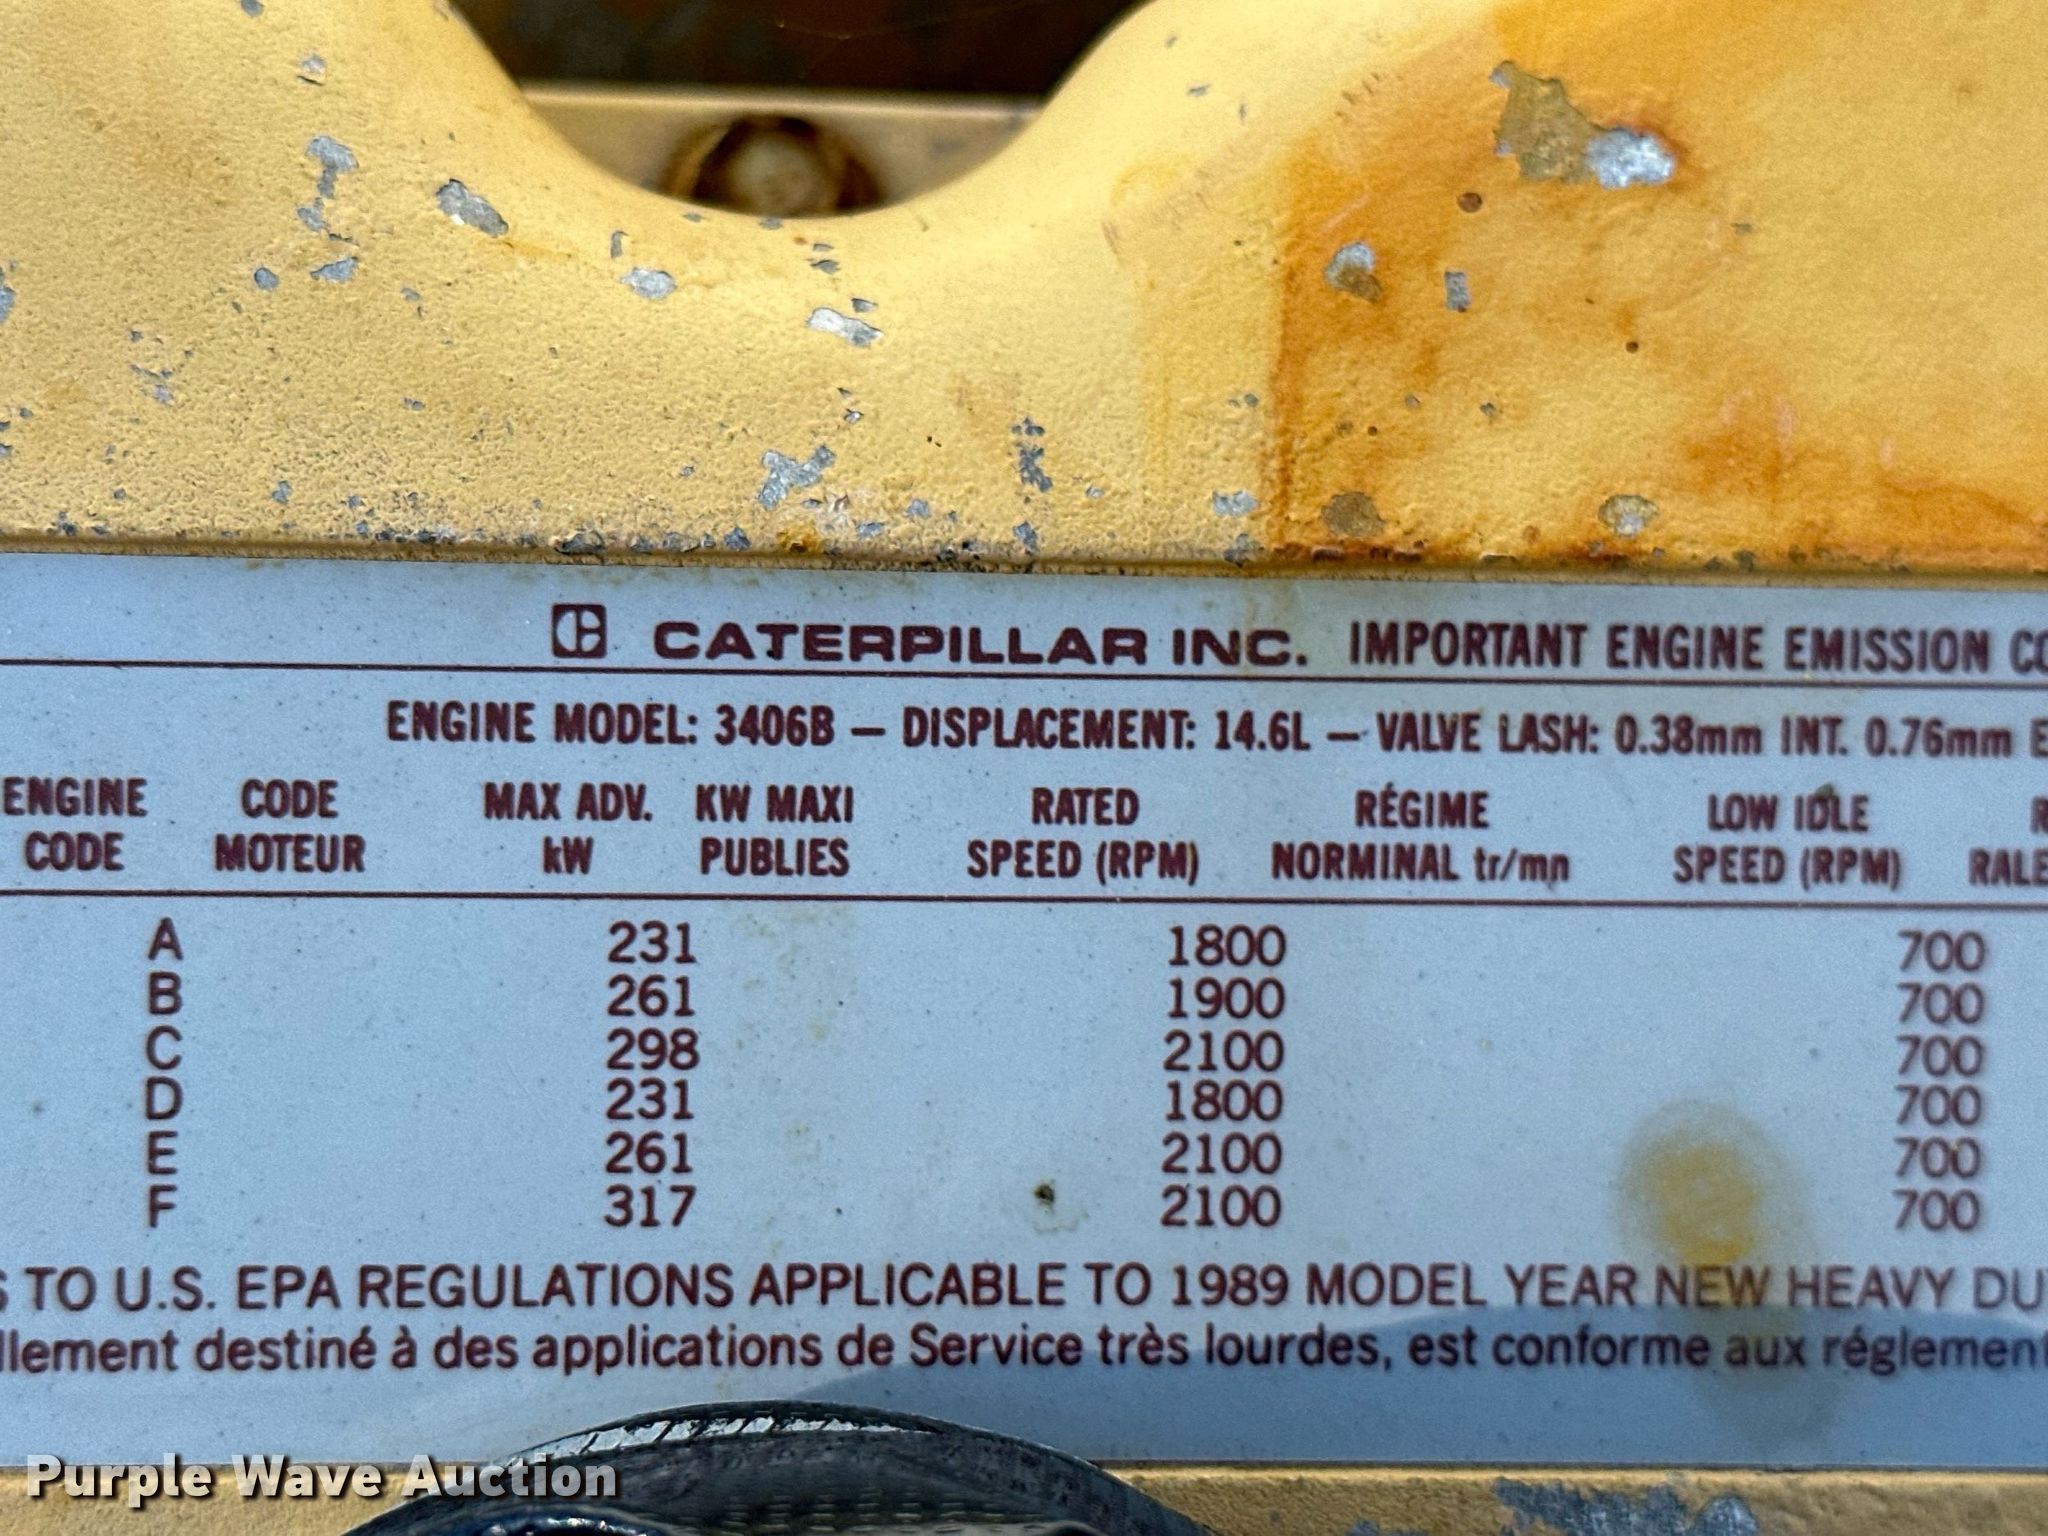 CATERPILLAR INC. IMPORTANT ENGINE EMISSION
ENGINE MODEL: 3406B — DISPLACEMENT: 14.6L — VALVE LASH: 0.38mm INT. 0.76mm
ENGINE CODE MAX ADV. KW MAXI RATED RÉGIME LOW IDLE
CODE MOTEUR kW PUBLIES SPEED (RPM) NORMINAL tr/mn SPEED (RPM)
A 231 1800 700
B 261 1900 700
C 298 2100 700
D 231 1800 700
E 261 2100 700
F 317 2100 700
TO U.S. EPA REGULATIONS APPLICABLE TO 1989 MODEL YEAR NEW HEAVY
destiné à des applications de Service très lourdes, est conforme aux
Purple Wave Auction